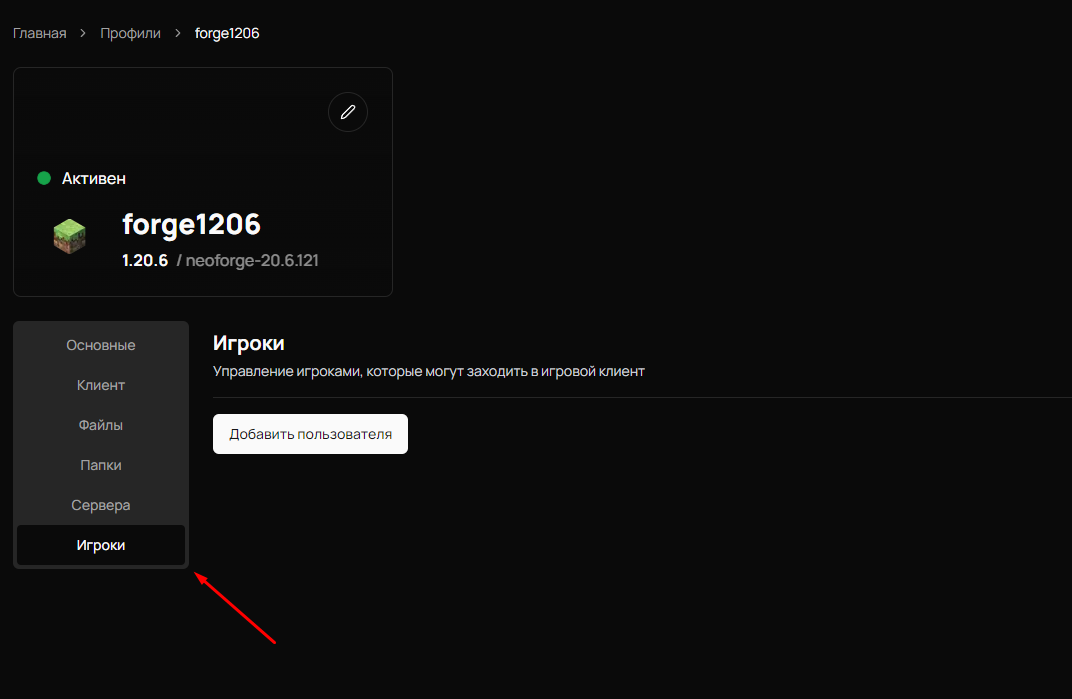 Главная > Профили > forge1206
Активен
forge1206
1.20.6 / neoforge-20.6.121
Основные
Клиент
Файлы
Папки
Сервера
Игроки
Игроки
Управление игроками, которые могут заходить в игровой клиент
Добавить пользователя